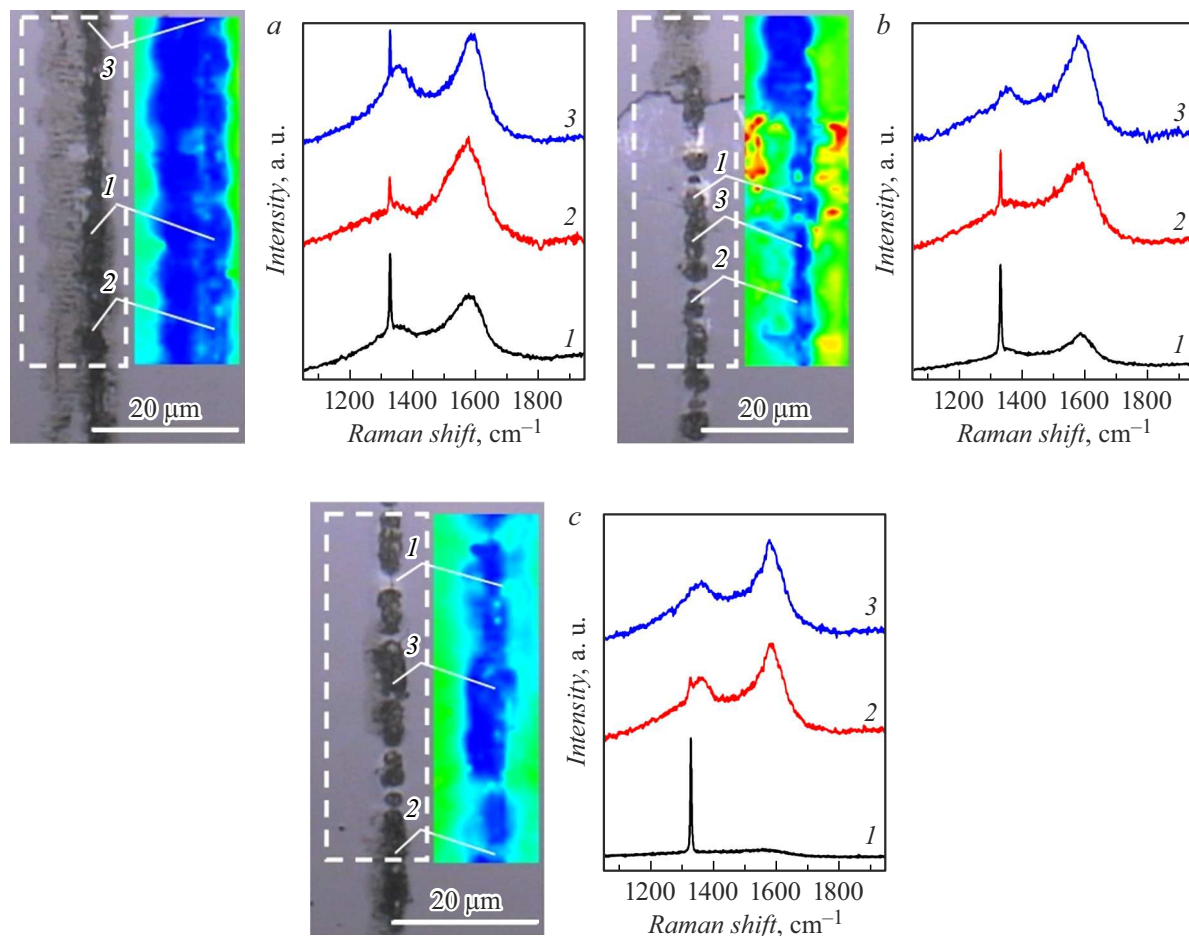 a
3
1
2
20 μm
Intensity, a. u.
3
2
1
1200 1400 1600 1800
Raman shift, cm–1
b
1
3
2
20 μm
Intensity, a. u.
3
2
1
1200 1400 1600 1800
Raman shift, cm–1
c
1
3
2
20 μm
Intensity, a. u.
3
2
1
1200 1400 1600 1800
Raman shift, cm–1